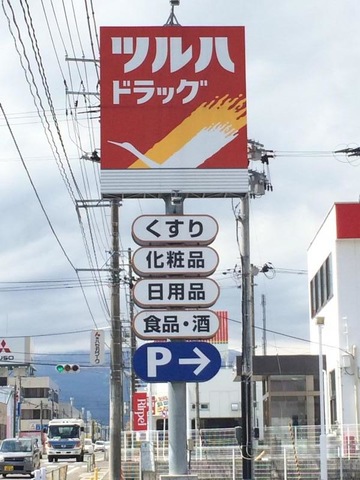 ツルハ
ドラッグ
くすり
化粧品
日用品
食品・酒
P→
Rinpei